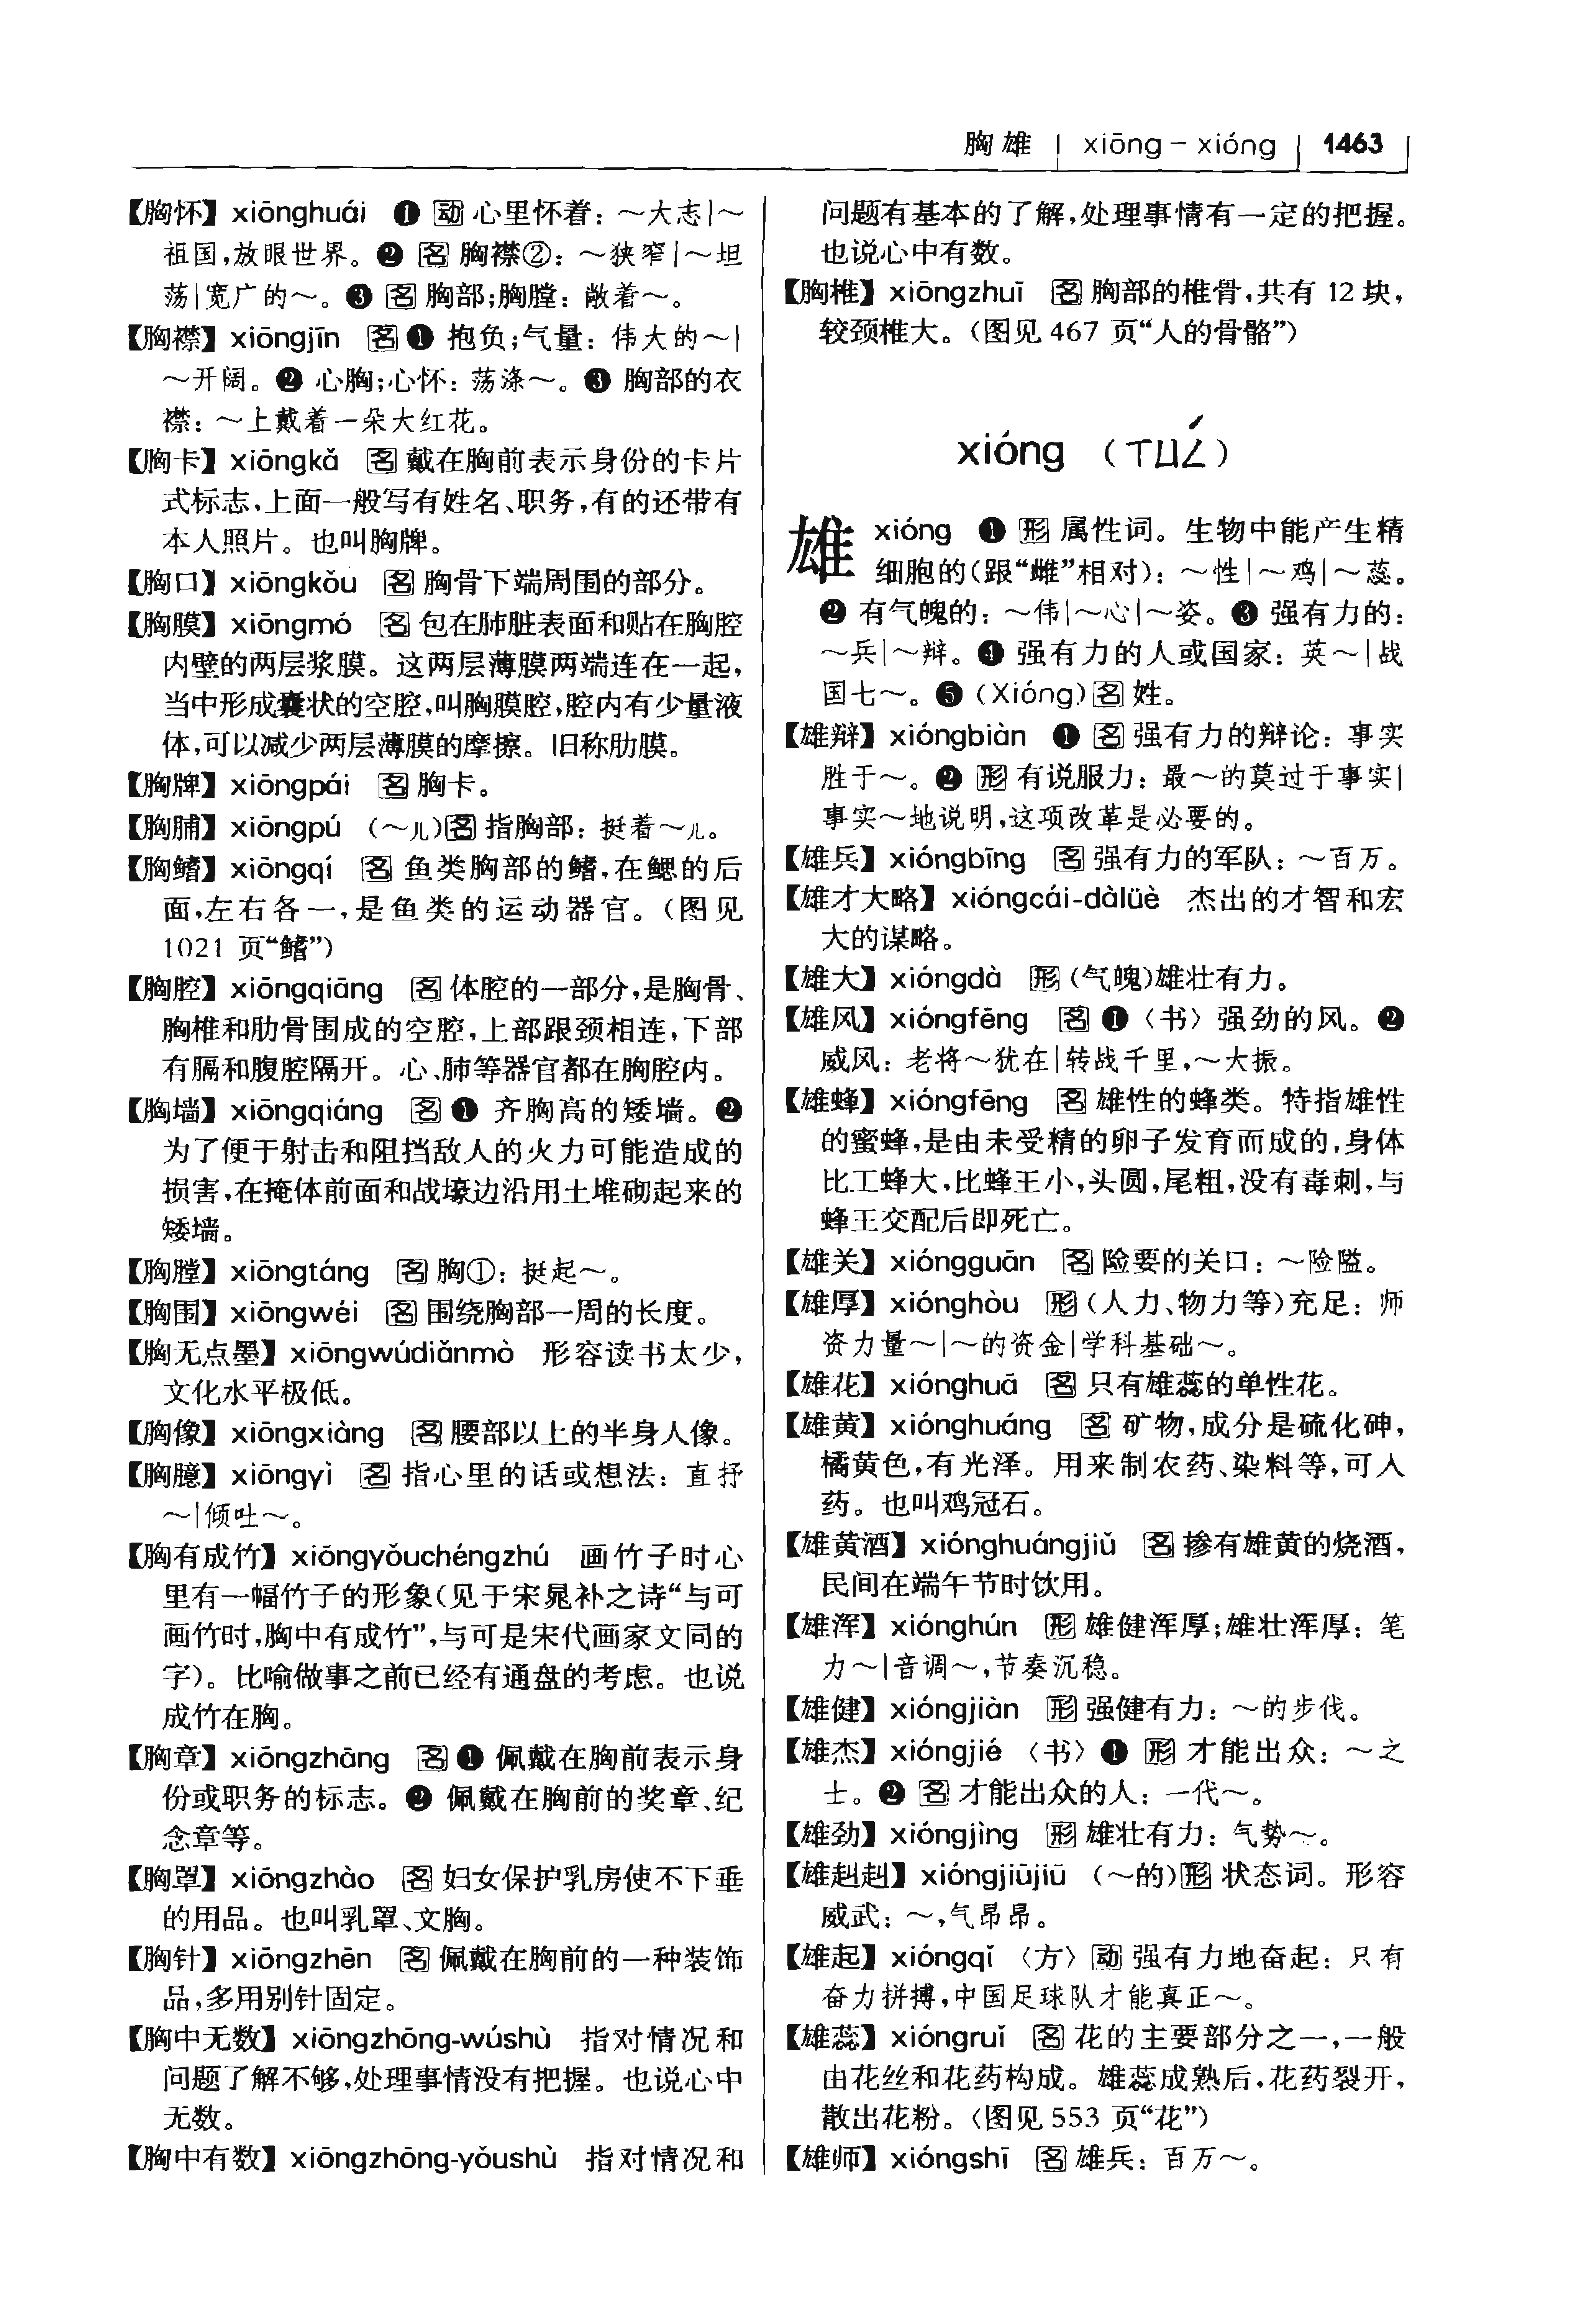 胸 雄 | xiōng – xióng | 1463
【胸怀】xiōnghuái ❶ 动 心里怀着：～大志|～
祖国,放眼世界。❷ 名 胸襟②：～狭窄|～坦
荡|宽广的～。❸ 名 胸部;胸膛：敞着～。
【胸襟】xiōngjīn 名 ❶ 抱负;气量：伟大的～|
～开阔。❷ 心胸;心怀：荡涤～。❸ 胸部的衣
襟：～上戴着一朵大红花。
【胸卡】xiōngkǎ 名 戴在胸前表示身份的卡片
式标志,上面一般写有姓名、职务,有的还带有
本人照片。也叫胸牌。
【胸口】xiōngkǒu 名 胸骨下端周围的部分。
【胸膜】xiōngmó 名 包在肺脏表面和贴在胸腔
内壁的两层浆膜。这两层薄膜两端连在一起,
当中形成囊状的空腔,叫胸膜腔,腔内有少量液
体,可以减少两层薄膜的摩擦。旧称肋膜。
【胸牌】xiōngpái 名 胸卡。
【胸脯】xiōngpú (～儿)名 指胸部：挺着～儿。
【胸鳍】xiōngqí 名 鱼类胸部的鳍,在鳃的后
面,左右各一,是鱼类的运动器官。(图见
1021 页“鳍”)
【胸腔】xiōngqiāng 名 体腔的一部分,是胸骨、
胸椎和肋骨围成的空腔,上部跟颈相连,下部
有膈和腹腔隔开。心、肺等器官都在胸腔内。
【胸墙】xiōngqiáng 名 ❶ 齐胸高的矮墙。❷
为了便于射击和阻挡敌人的火力可能造成的
损害,在掩体前面和战壕边沿用土堆砌起来的
矮墙。
【胸膛】xiōngtáng 名 胸①：挺起～。
【胸围】xiōngwéi 名 围绕胸部一周的长度。
【胸无点墨】xiōngwúdiǎnmò 形容读书太少,
文化水平极低。
【胸像】xiōngxiàng 名 腰部以上的半身人像。
【胸臆】xiōngyì 名 指心里的话或想法：直抒
～|倾吐～。
【胸有成竹】xiōngyǒuchéngzhú 画竹子时心
里有一幅竹子的形象(见于宋晁补之诗“与可
画竹时,胸中有成竹”,与可是宋代画家文同的
字)。比喻做事之前已经有通盘的考虑。也说
成竹在胸。
【胸章】xiōngzhāng 名 ❶ 佩戴在胸前表示身
份或职务的标志。❷ 佩戴在胸前的奖章、纪
念章等。
【胸罩】xiōngzhào 名 妇女保护乳房使不下垂
的用品。也叫乳罩、文胸。
【胸针】xiōngzhēn 名 佩戴在胸前的一种装饰
品,多用别针固定。
【胸中无数】xiōngzhōng-wúshù 指对情况和
问题了解不够,处理事情没有把握。也说心中
无数。
【胸中有数】xiōngzhōng-yǒushù 指对情况和
问题有基本的了解,处理事情有一定的把握。
也说心中有数。
【胸椎】xiōngzhuī 名 胸部的椎骨,共有 12 块,
较颈椎大。(图见 467 页“人的骨骼”)
xióng (ㄒㄩㄥˊ)
雄 xióng ❶ 形 属性词。生物中能产生精
细胞的(跟“雌”相对)：～性|～鸡|～蕊。
❷ 有气魄的：～伟|～心|～姿。❸ 强有力的：
～兵|～辩。❹ 强有力的人或国家：英～|战
国七～。❺ (Xióng)名 姓。
【雄辩】xióngbiàn ❶ 名 强有力的辩论：事实
胜于～。❷ 形 有说服力：最～的莫过于事实|
事实～地说明,这项改革是必要的。
【雄兵】xióngbīng 名 强有力的军队：～百万。
【雄才大略】xióngcái-dàlüè 杰出的才智和宏
大的谋略。
【雄大】xióngdà 形 (气魄)雄壮有力。
【雄风】xióngfēng 名 ❶〈书〉强劲的风。❷
威风：老将～犹在|转战千里,～大振。
【雄蜂】xióngfēng 名 雄性的蜂类。特指雄性
的蜜蜂,是由未受精的卵子发育而成的,身体
比工蜂大,比蜂王小,头圆,尾粗,没有毒刺,与
蜂王交配后即死亡。
【雄关】xióngguān 名 险要的关口：～险隘。
【雄厚】xiónghòu 形 (人力、物力等)充足：师
资力量～|～的资金|学科基础～。
【雄花】xiónghuā 名 只有雄蕊的单性花。
【雄黄】xiónghuáng 名 矿物,成分是硫化砷,
橘黄色,有光泽。用来制农药、染料等,可入
药。也叫鸡冠石。
【雄黄酒】xiónghuángjiǔ 名 掺有雄黄的烧酒,
民间在端午节时饮用。
【雄浑】xiónghún 形 雄健浑厚;雄壮浑厚：笔
力～|音调～,节奏沉稳。
【雄健】xióngjiàn 形 强健有力：～的步伐。
【雄杰】xióngjié〈书〉❶ 形 才能出众：～之
士。❷ 名 才能出众的人：一代～。
【雄劲】xióngjìng 形 雄壮有力：气势～。
【雄赳赳】xióngjiūjiū (～的)形 状态词。形容
威武：～,气昂昂。
【雄起】xióngqǐ〈方〉动 强有力地奋起：只有
奋力拼搏,中国足球队才能真正～。
【雄蕊】xióngruǐ 名 花的主要部分之一,一般
由花丝和花药构成。雄蕊成熟后,花药裂开,
散出花粉。(图见 553 页“花”)
【雄师】xióngshī 名 雄兵：百万～。